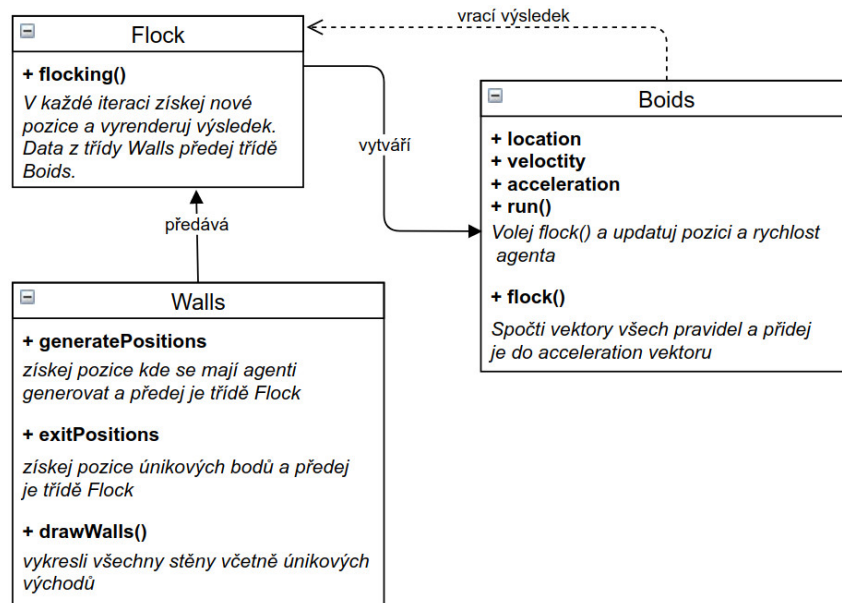 vrací výsledek
Flock
+ flocking()
V každé iteraci získej nové
pozice a vyrenderuj výsledek.
Data z třídy Walls předej třídě
Boids.
vytváří
Boids
+ location
+ veloctity
+ acceleration
+ run()
Volej flock() a updatuj pozici a rychlost
agenta
+ flock()
Spočti vektory všech pravidel a přidej
je do acceleration vektoru
předává
Walls
+ generatePositions
získej pozice kde se mají agenti
generovat a předej je třídě Flock
+ exitPositions
získej pozice únikových bodů a předej
je třídě Flock
+ drawWalls()
vykresli všechny stěny včetně únikových
východů